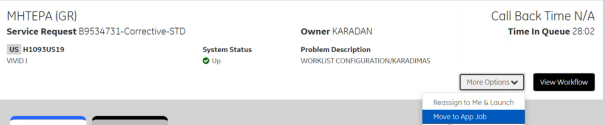 MHTEPA (GR)
Call Back Time N/A
Service Request B9534731-Corrective-STD
Owner KARADAN
Time In Queue 28:02
US H1093US19
System Status
Problem Description
VIVID I
Up
WORKLIST CONFIGURATION/KARADIMAS
More Options
View Workflow
Reassign to Me & Launch
Move to App Job